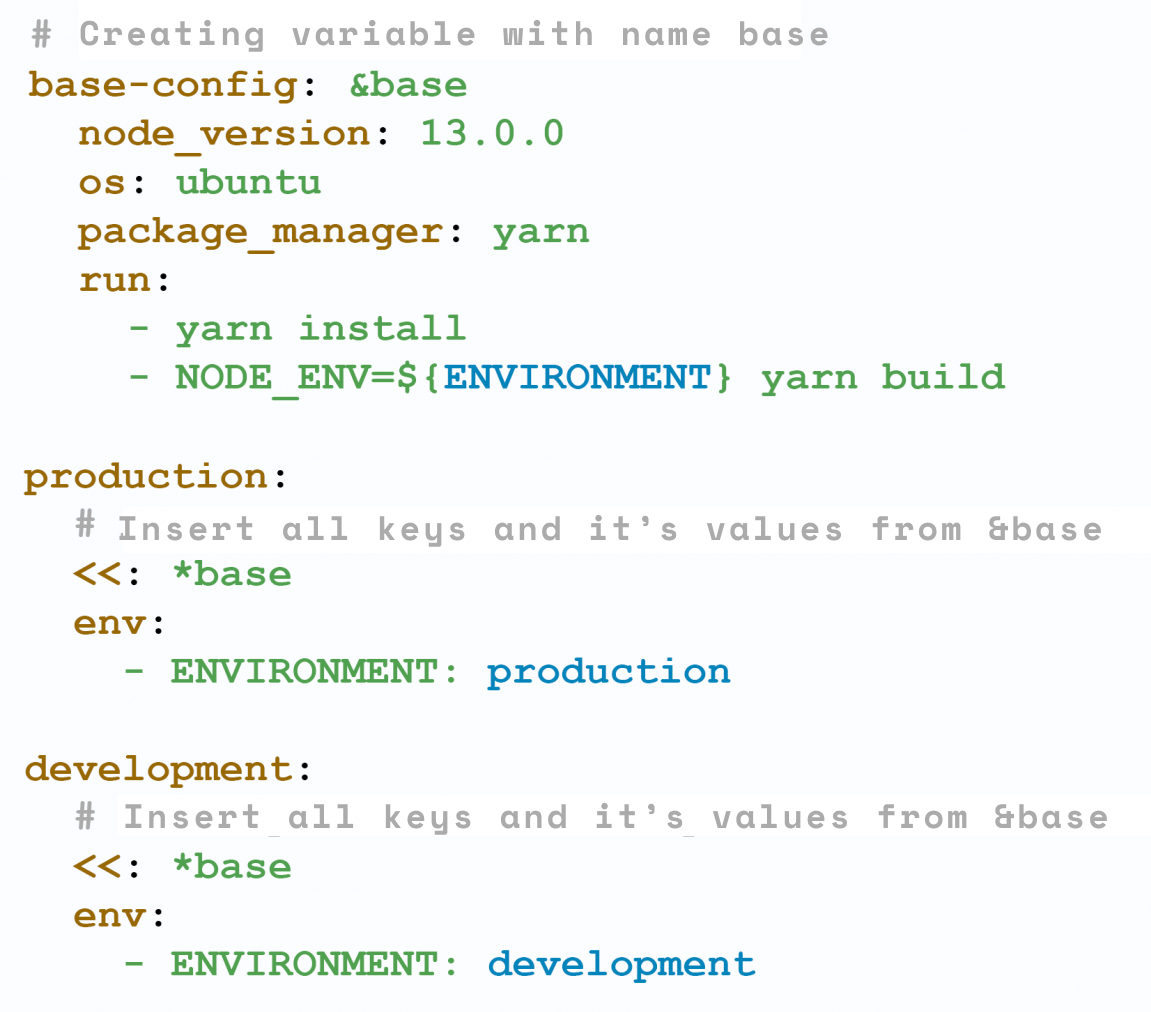 # Creating variable with name base
base-config: &base
  node_version: 13.0.0
  os: ubuntu
  package_manager: yarn
  run:
    - yarn install
    - NODE_ENV=${ENVIRONMENT} yarn build

production:
  # Insert all keys and it’s values from &base
  <<: *base
  env:
    - ENVIRONMENT: production

development:
  # Insert all keys and it’s values from &base
  <<: *base
  env:
    - ENVIRONMENT: development